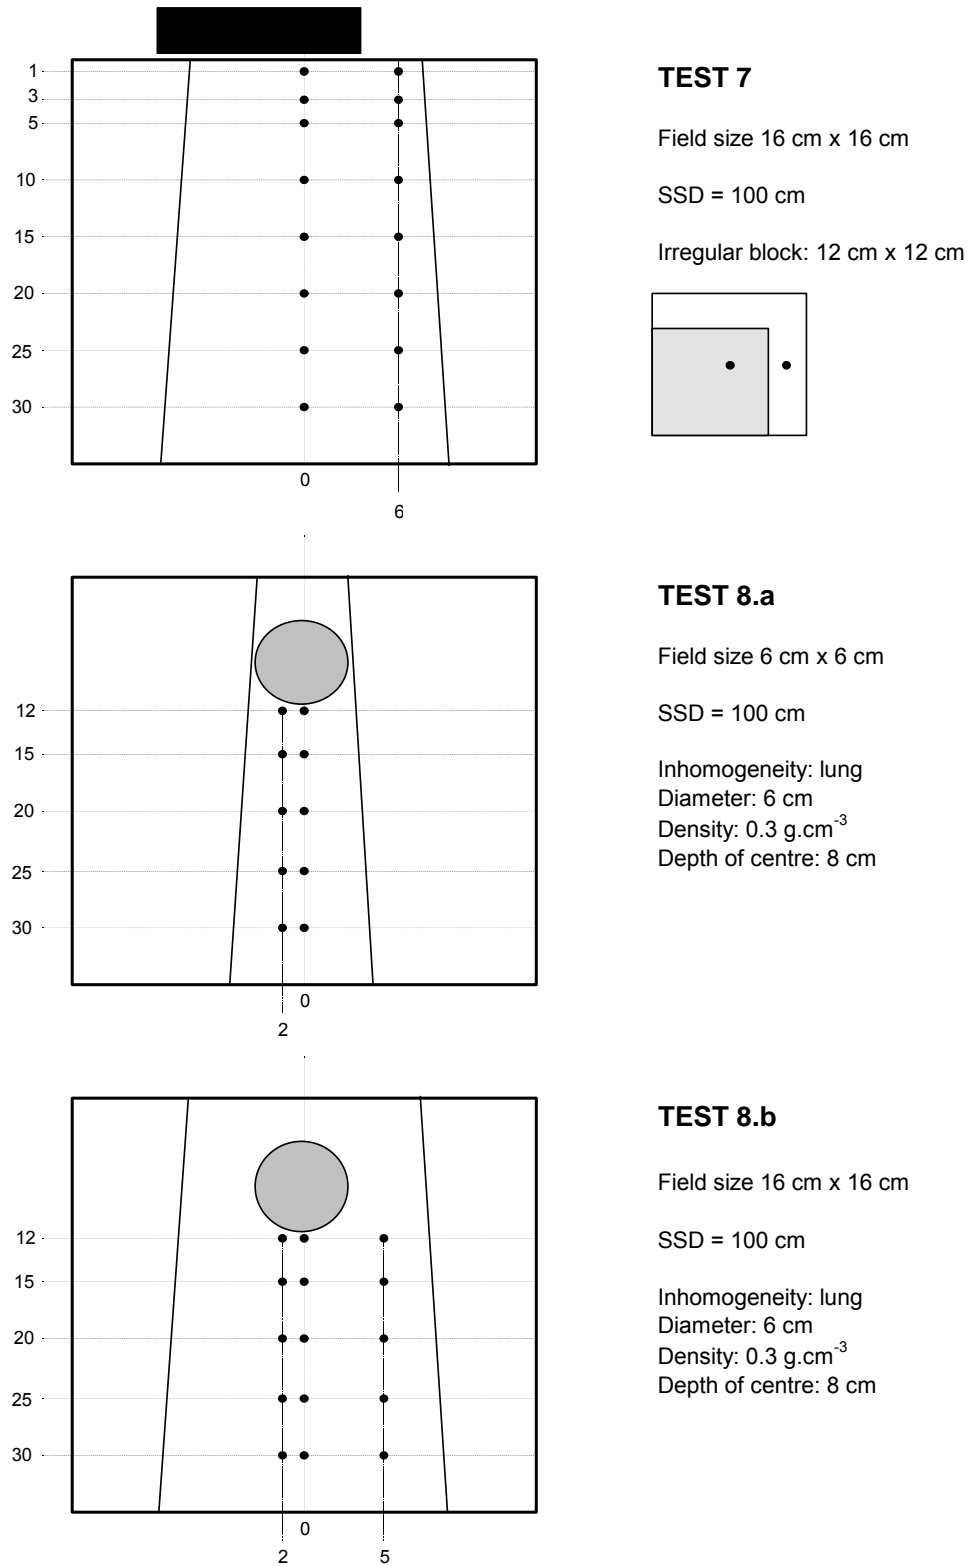 TEST 7
Field size 16 cm x 16 cm
SSD = 100 cm
Irregular block: 12 cm x 12 cm
1
3
5
10
15
20
25
30
0
6
TEST 8.a
Field size 6 cm x 6 cm
SSD = 100 cm
Inhomogeneity: lung
Diameter: 6 cm
Density: 0.3 g.cm⁻³
Depth of centre: 8 cm
12
15
20
25
30
0
2
TEST 8.b
Field size 16 cm x 16 cm
SSD = 100 cm
Inhomogeneity: lung
Diameter: 6 cm
Density: 0.3 g.cm⁻³
Depth of centre: 8 cm
12
15
20
25
30
0
2 5